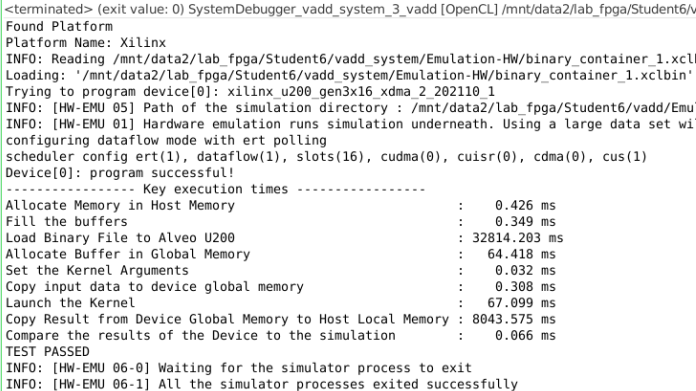 <terminated> (exit value: 0) SystemDebugger_vadd_system_3_vadd [OpenCL] /mnt/data2/lab_fpga/Student6/v
Found Platform
Platform Name: Xilinx
INFO: Reading /mnt/data2/lab_fpga/Student6/vadd_system/Emulation-HW/binary_container_1.xcl
Loading: '/mnt/data2/lab_fpga/Student6/vadd_system/Emulation-HW/binary_container_1.xclbin'
Trying to program device[0]: xilinx_u200_gen3x16_xdma_2_202110_1
INFO: [HW-EMU 05] Path of the simulation directory : /mnt/data2/lab_fpga/Student6/vadd/Emu
INFO: [HW-EMU 01] Hardware emulation runs simulation underneath. Using a large data set wil
configuring dataflow mode with ert polling
scheduler config ert(1), dataflow(1), slots(16), cudma(0), cuisr(0), cdma(0), cus(1)
Device[0]: program successful!
----------------- Key execution times ----------------
Allocate Memory in Host Memory : 0.426 ms
Fill the buffers : 0.349 ms
Load Binary File to Alveo U200 : 32814.203 ms
Allocate Buffer in Global Memory : 64.418 ms
Set the Kernel Arguments : 0.032 ms
Copy input data to device global memory : 0.308 ms
Launch the Kernel : 67.099 ms
Copy Result from Device Global Memory to Host Local Memory : 8043.575 ms
Compare the results of the Device to the simulation : 0.066 ms
TEST PASSED
INFO: [HW-EMU 06-0] Waiting for the simulator process to exit
INFO: [HW-EMU 06-1] All the simulator processes exited successfully